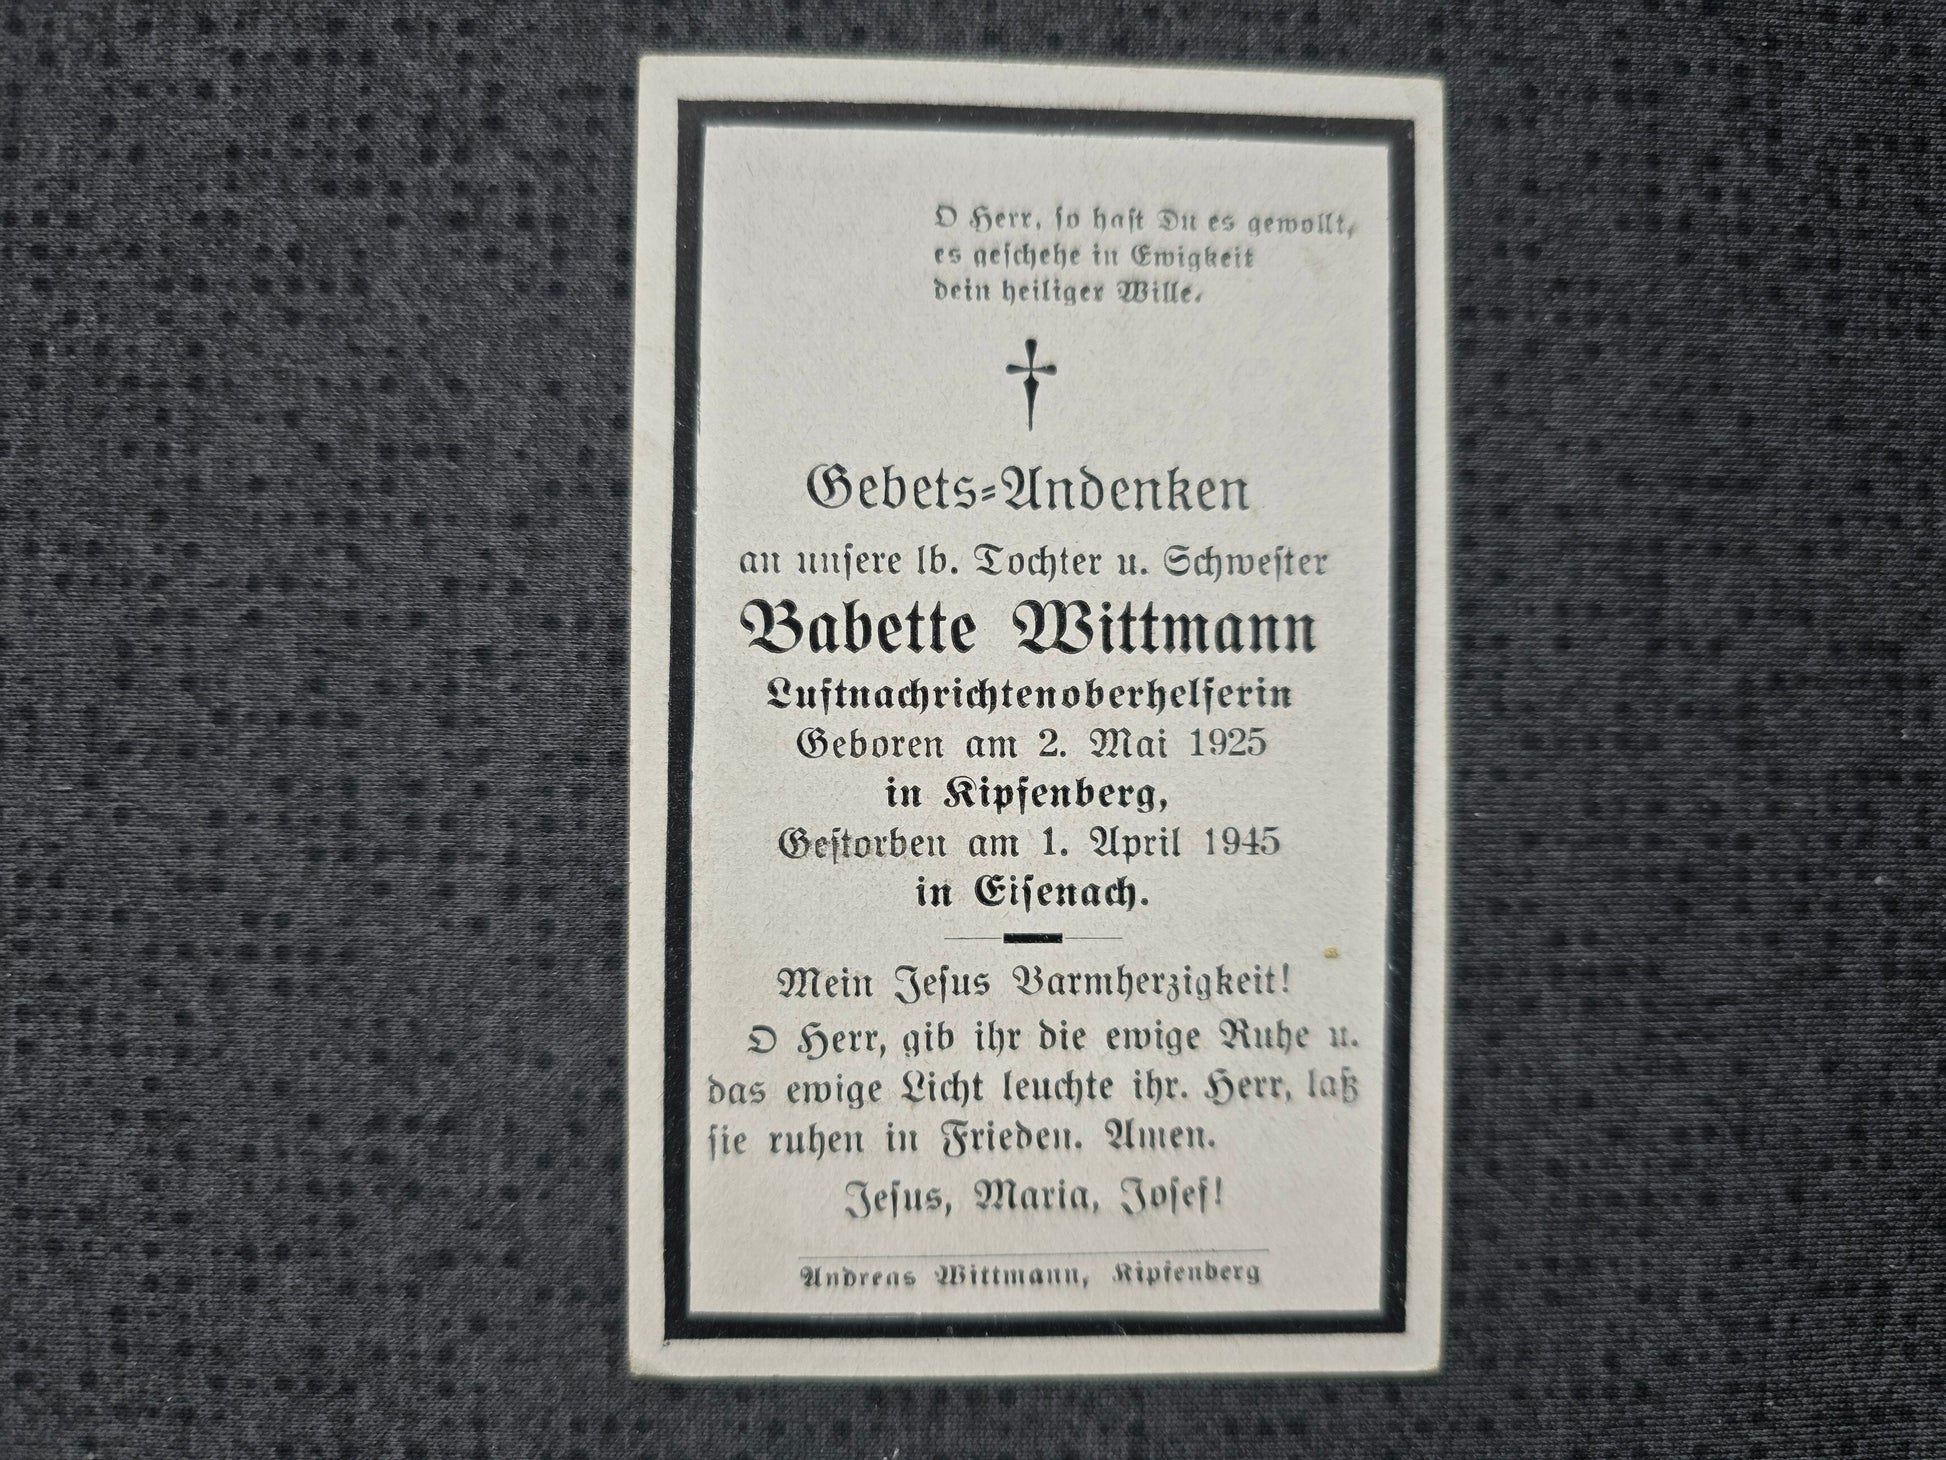 O Herr, so hast Du es gewollt,
es geschehe in Ewigkeit
dein heiliger Wille.
Gebets-Andenken
an unsere lb. Tochter u. Schwester
Babette Wittmann
Luftnachrichtenoberhelferin
Geboren am 2. Mai 1925
in Kipfenberg,
Gestorben am 1. April 1945
in Eisenach.
Mein Jesus Barmherzigkeit!
O Herr, gib ihr die ewige Ruhe u.
das ewige Licht leuchte ihr. Herr, laß
sie ruhen in Frieden. Amen.
Jesus, Maria, Josef!
Andreas Wittmann, Kipfenberg